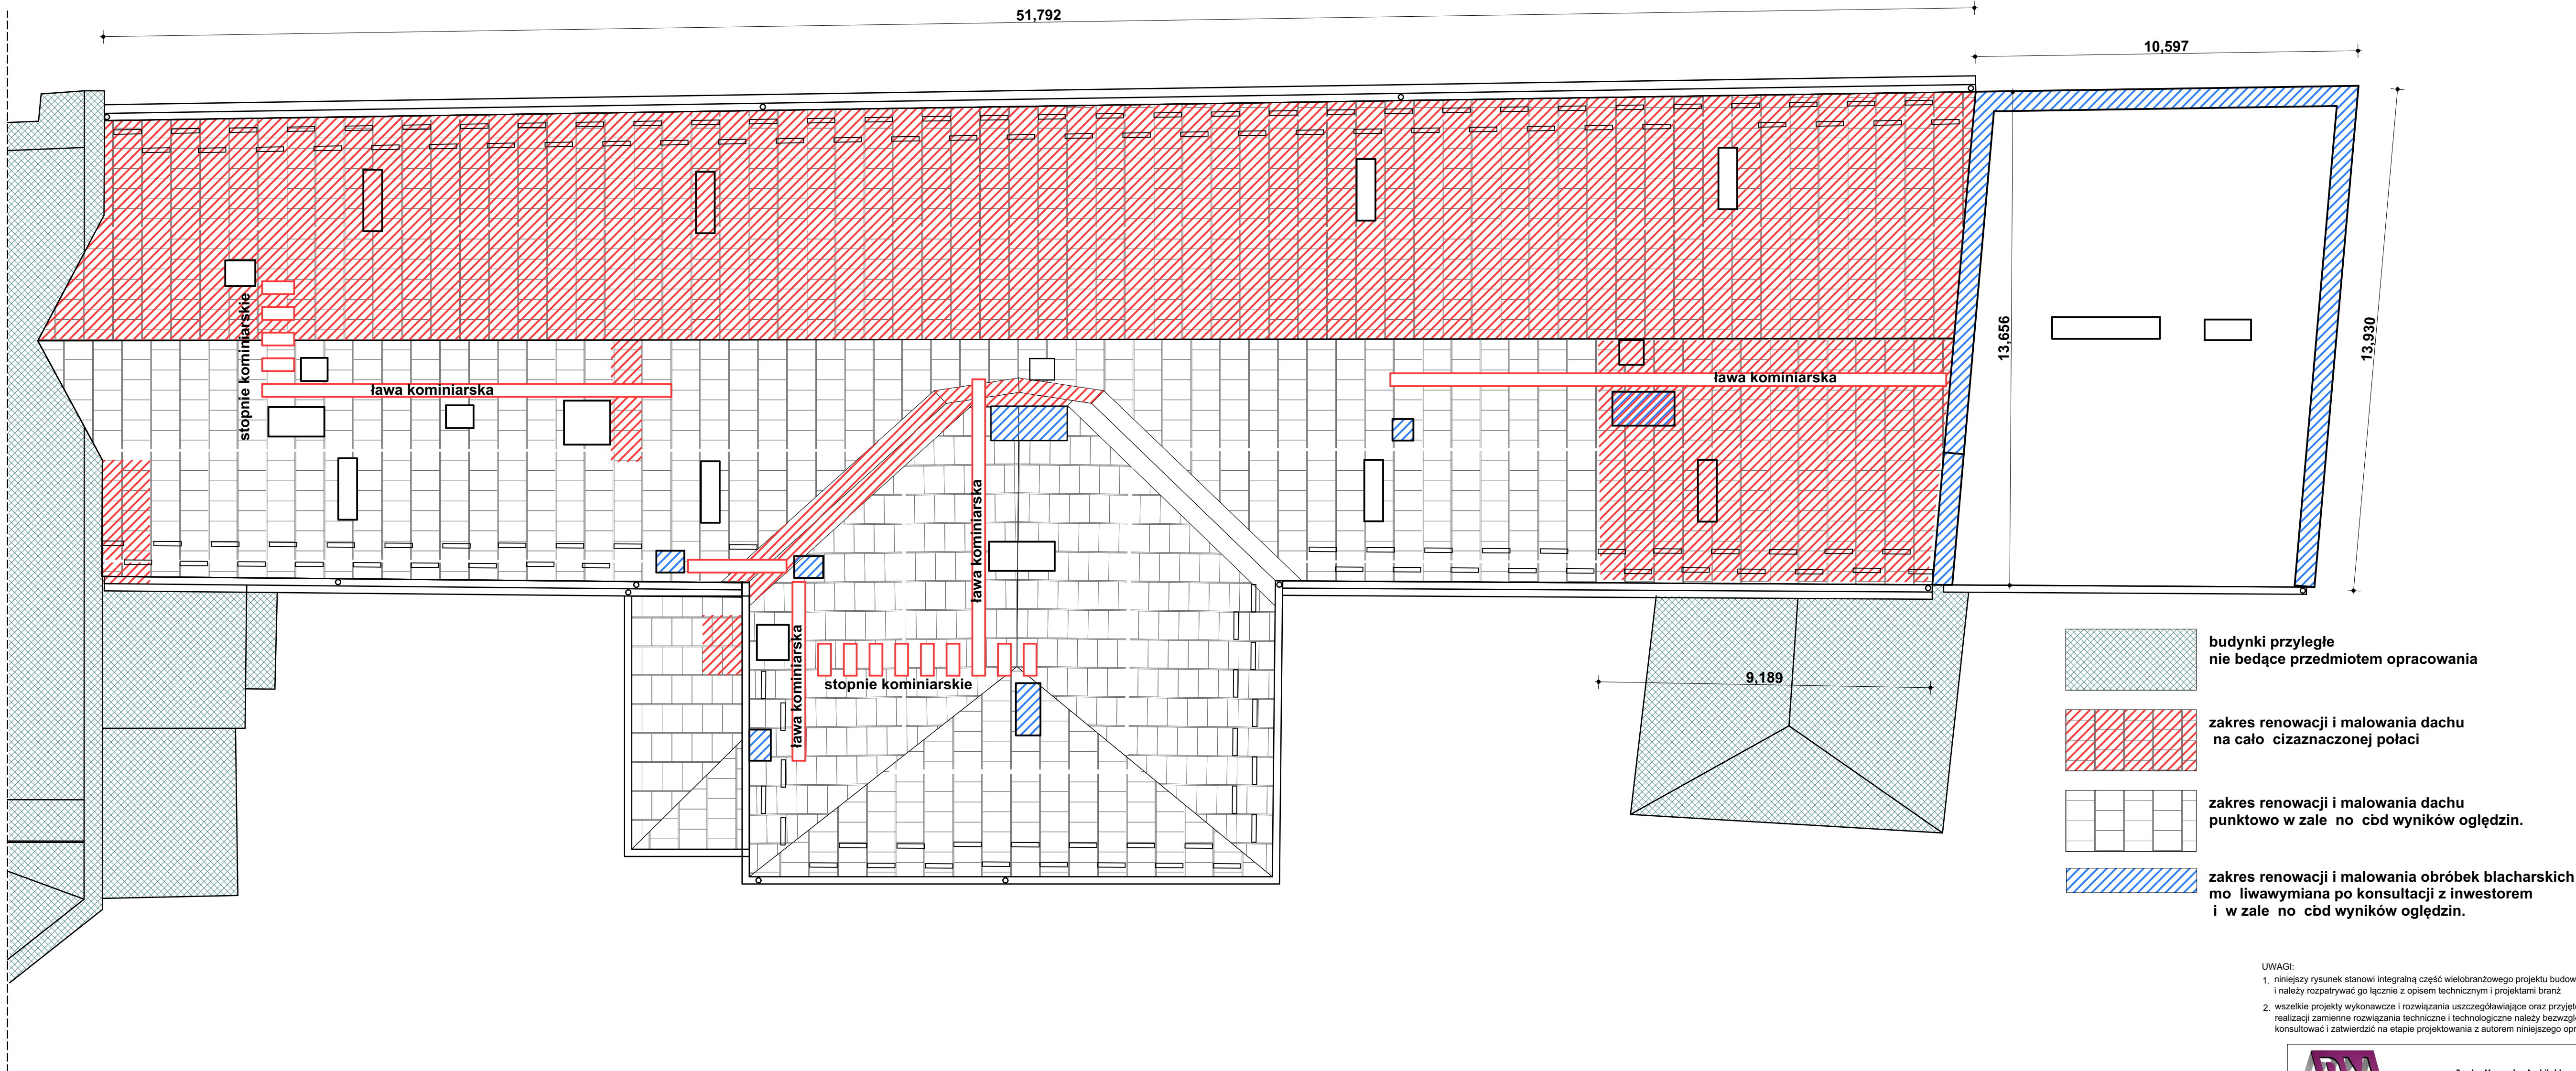 51,792
10,597
13,656
13,930
stopnie kominiarskie
ława kominiarska
ława kominiarska
ława kominiarska
ława kominiarska
stopnie kominiarskie
9,189
budynki przyległe
nie bedące przedmiotem opracowania
zakres renowacji i malowania dachu
na cało cizaznaczonej połaci
zakres renowacji i malowania dachu
punktowo w zale no cbd wyników oględzin.
zakres renowacji i malowania obróbek blacharskich
mo liwawymiana po konsultacji z inwestorem
i w zale no cbd wyników oględzin.
UWAGI:
1. niniejszy rysunek stanowi integralną część wielobranżowego projektu budow
i należy rozpatrywać go łącznie z opisem technicznym i projektami branż
2. wszelkie projekty wykonawcze i rozwiązania uszczegóławiające oraz przyjęt
realizacji zamienne rozwiązania techniczne i technologiczne należy bezwzgl
konsultować i zatwierdzić na etapie projektowania z autorem niniejszego opr